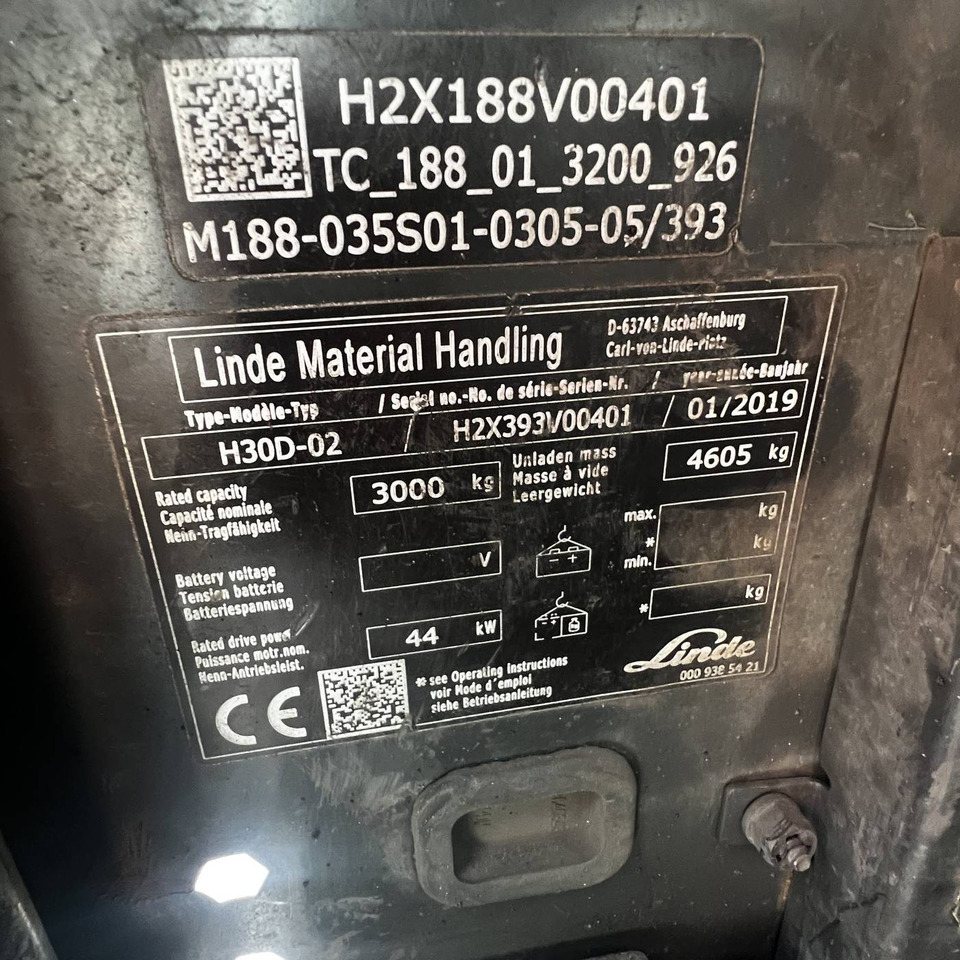 H2X188V00401
TC_188_01_3200_926
M188-035S01-0305-05/393
Linde Material Handling
D-63743 Aschaffenburg
Carl-von-Linde-Platz
Type-Modèle-Typ / Serial no.-No. de série-Serien-Nr. / year-année-Baujahr
H30D-02 / H2X393V00401 / 01/2019
Rated capacity
Capacité nominale
Nenn-Tragfähigkeit
3000 kg
Unladen mass
Masse à vide
Leergewicht
4605 kg
Battery voltage
Tension batterie
Batteriespannung
V
- +
max. kg
* kg
min.
Rated drive power
Puissance motr.nom.
Nenn-Antriebsleist.
44 kW
* kg
CE
* see Operating Instructions
voir Mode d'emploi
siehe Betriebsanleitung
Linde
000 938 54 21